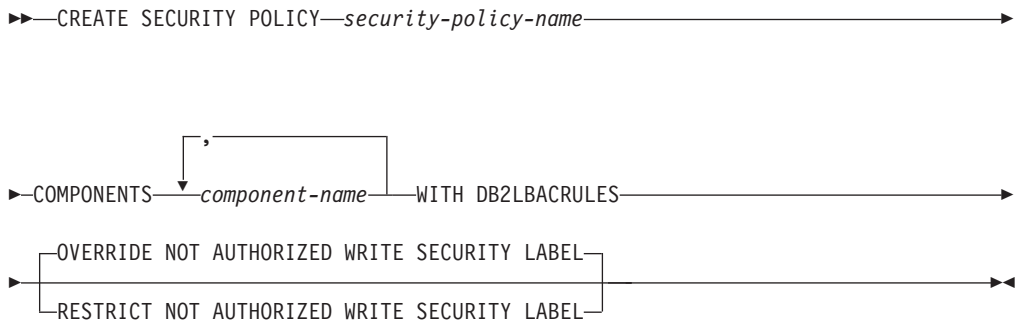 CREATE SECURITY POLICY security-policy-name
,
COMPONENTS component-name WITH DB2LBACRULES
OVERRIDE NOT AUTHORIZED WRITE SECURITY LABEL
RESTRICT NOT AUTHORIZED WRITE SECURITY LABEL